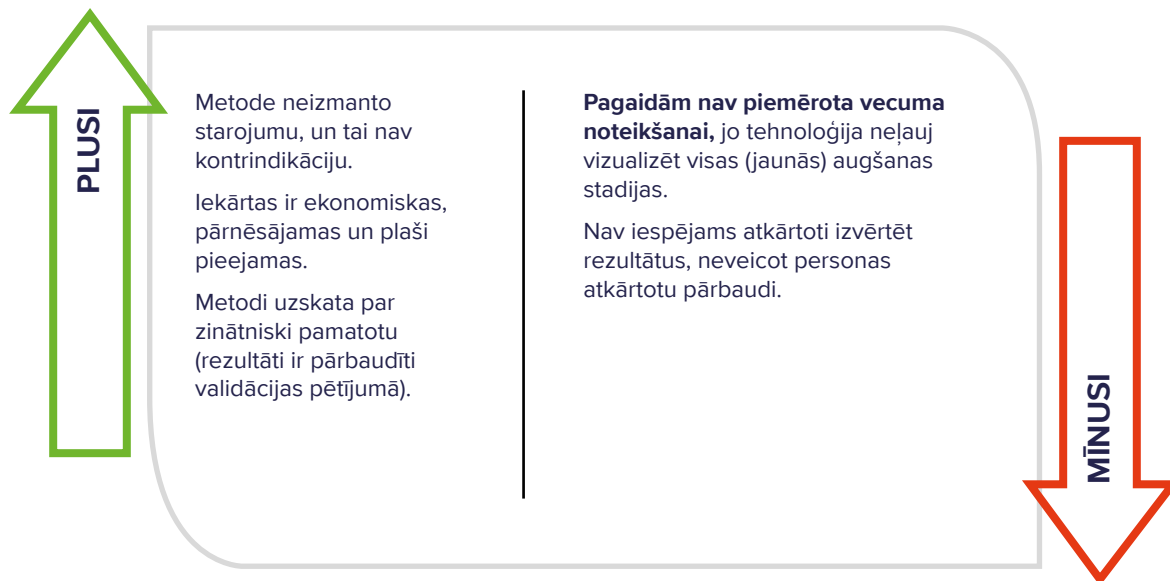 PLUSI
Metode neizmanto
starojumu, un tai nav
kontrindikāciju.
Iekārtas ir ekonomiskas,
pārnēsājamas un plaši
pieejamas.
Metodi uzskata par
zinātniski pamatotu
(rezultāti ir pārbaudīti
validācijas pētījumā).
Pagaidām nav piemērota vecuma
noteikšanai, jo tehnoloģija neļauj
vizualizēt visas (jaunās) augšanas
stadijas.
Nav iespējams atkārtoti izvērtēt
rezultātus, neveicot personas
atkārtotu pārbaudi.
MĪNUSI